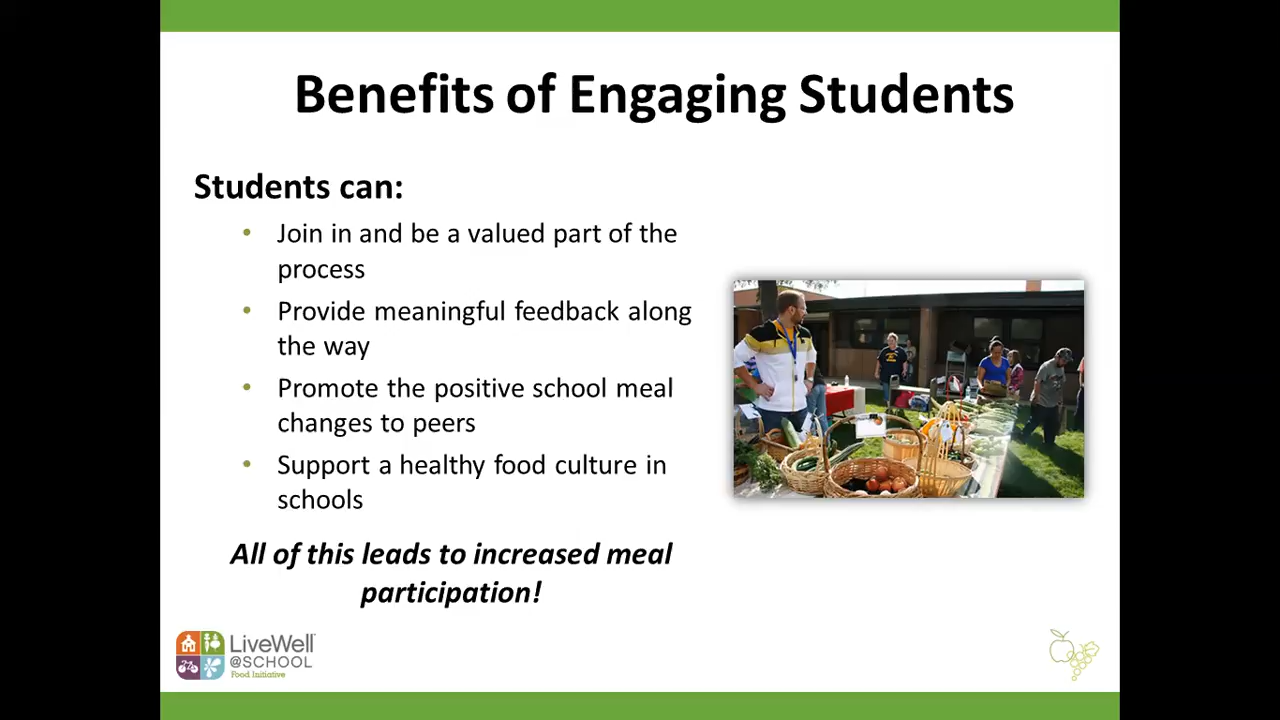 Benefits of Engaging Students
Students can:
• Join in and be a valued part of the
process
• Provide meaningful feedback along
the way
• Promote the positive school meal
changes to peers
• Support a healthy food culture in
schools
All of this leads to increased meal
participation!
LiveWell
@SCHOOL
Food Initiative